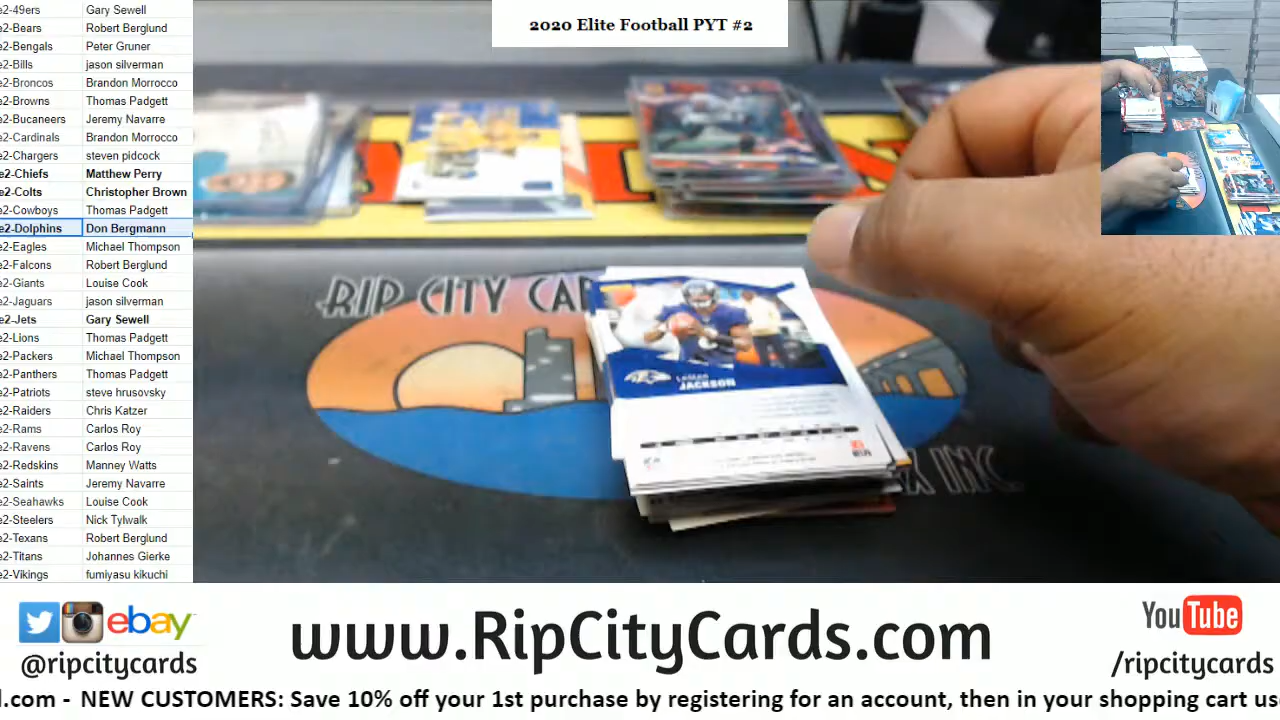 2020 Elite Football PYT #2
e2-49ers Gary Sewell
e2-Bears Robert Berglund
e2-Bengals Peter Gruner
e2-Bills jason silverman
e2-Broncos Brandon Morrocco
e2-Browns Thomas Padgett
e2-Bucaneers Jeremy Navarre
e2-Cardinals Brandon Morrocco
e2-Chargers steven pidcock
e2-Chiefs Matthew Perry
e2-Colts Christopher Brown
e2-Cowboys Thomas Padgett
e2-Dolphins Don Bergmann
e2-Eagles Michael Thompson
e2-Falcons Robert Berglund
e2-Giants Louise Cook
e2-Jaguars jason silverman
e2-Jets Gary Sewell
e2-Lions Thomas Padgett
e2-Packers Michael Thompson
e2-Panthers Thomas Padgett
e2-Patriots steve hrusovsky
e2-Raiders Chris Katzer
e2-Rams Carlos Roy
e2-Ravens Carlos Roy
e2-Redskins Manney Watts
e2-Saints Jeremy Navarre
e2-Seahawks Louise Cook
e2-Steelers Nick Tylwalk
e2-Texans Robert Berglund
e2-Titans Johannes Gierke
e2-Vikings fumiyasu kikuchi
RIP CITY CA
JACKSON
X INC
ebay
@ripcitycards
www.RipCityCards.com
YouTube
/ripcitycards
l.com - NEW CUSTOMERS: Save 10% off your 1st purchase by registering for an account, then in your shopping cart us